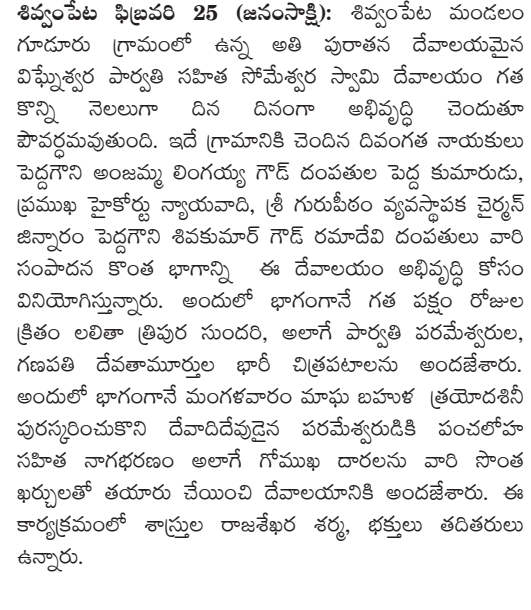 శివ్వంపేట ఫిబ్రవరి 25 (జనంసాక్షి): శివ్వంపేట మండలం
గూడూరు గ్రామంలో ఉన్న అతి పురాతన దేవాలయమైన
విఘ్నేశ్వర పార్వతి సహిత సోమేశ్వర స్వామి దేవాలయం గత
కొన్ని నెలలుగా దిన దినంగా అభివృద్ధి చెందుతూ
పౌవర్ధమవుతుంది. ఇదే గ్రామానికి చెందిన దివంగత నాయకులు
పెద్దగౌని అంజమ్మ లింగయ్య గౌడ్ దంపతుల పెద్ద కుమారుడు,
ప్రముఖ హైకోర్టు న్యాయవాది, శ్రీ గురుపీఠం వ్యవస్థాపక చైర్మన్
జిన్నారం పెద్దగౌని శివకుమార్ గౌడ్ రమాదేవి దంపతులు వారి
సంపాదన కొంత భాగాన్ని ఈ దేవాలయం అభివృద్ధి కోసం
వినియోగిస్తున్నారు. అందులో భాగంగానే గత పక్షం రోజుల
క్రితం లలితా త్రిపుర సుందరి, అలాగే పార్వతి పరమేశ్వరుల,
గణపతి దేవతామూర్తుల భారీ చిత్రపటాలను అందజేశారు.
అందులో భాగంగానే మంగళవారం మాఘ బహుళ త్రయోదశినీ
పురస్కరించుకొని దేవాదిదేవుడైన పరమేశ్వరుడికి పంచలోహ
సహిత నాగభరణం అలాగే గోముఖ దారలను వారి సొంత
ఖర్చులతో తయారు చేయించి దేవాలయానికి అందజేశారు. ఈ
కార్యక్రమంలో శాస్త్రుల రాజశేఖర శర్మ, భక్తులు తదితరులు
ఉన్నారు.